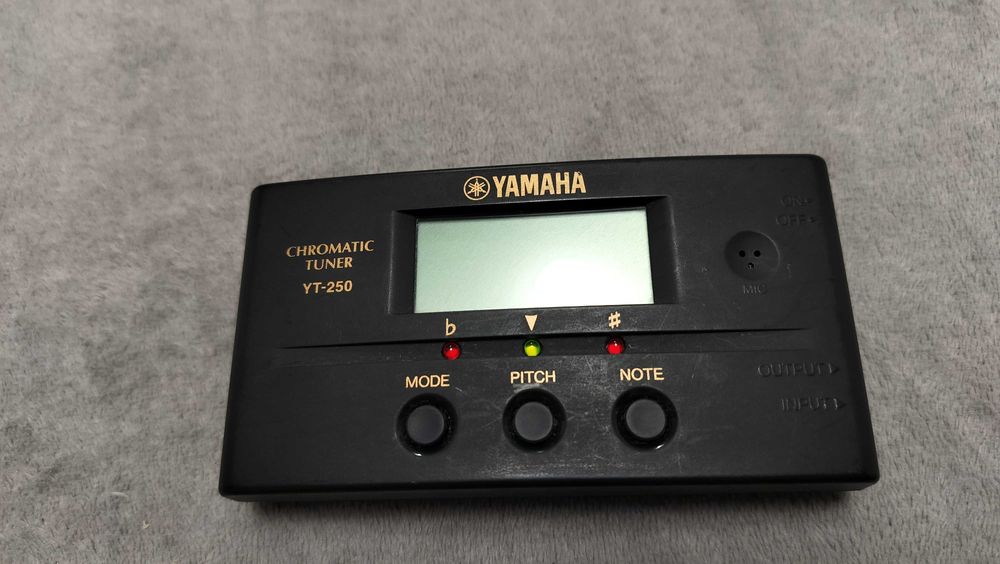 YAMAHA
CHROMATIC
TUNER
YT-250
ON
OFF
MIC
♭ ▼ ♯
MODE PITCH NOTE
OUTPUT
INPUT